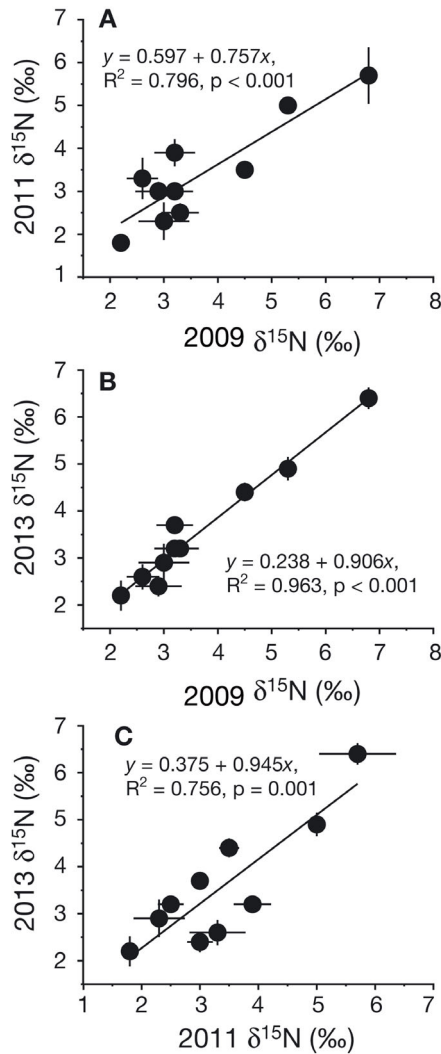 A
y = 0.597 + 0.757x,
R² = 0.796, p < 0.001
7
6
5
4
3
2
1
2011 δ¹⁵N (‰)
2 3 4 5 6 7 8
2009 δ¹⁵N (‰)
B
7
6
5
4
3
2
2013 δ¹⁵N (‰)
y = 0.238 + 0.906x,
R² = 0.963, p < 0.001
2 3 4 5 6 7 8
2009 δ¹⁵N (‰)
C
y = 0.375 + 0.945x,
R² = 0.756, p = 0.001
7
6
5
4
3
2
2013 δ¹⁵N (‰)
1 2 3 4 5 6 7
2011 δ¹⁵N (‰)